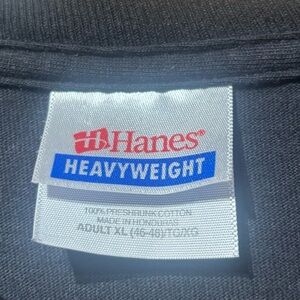 Hanes®
HEAVYWEIGHT
100% PRESHRUNK COTTON
MADE IN HONDURAS
ADULT XL (46-48)/TG/XG